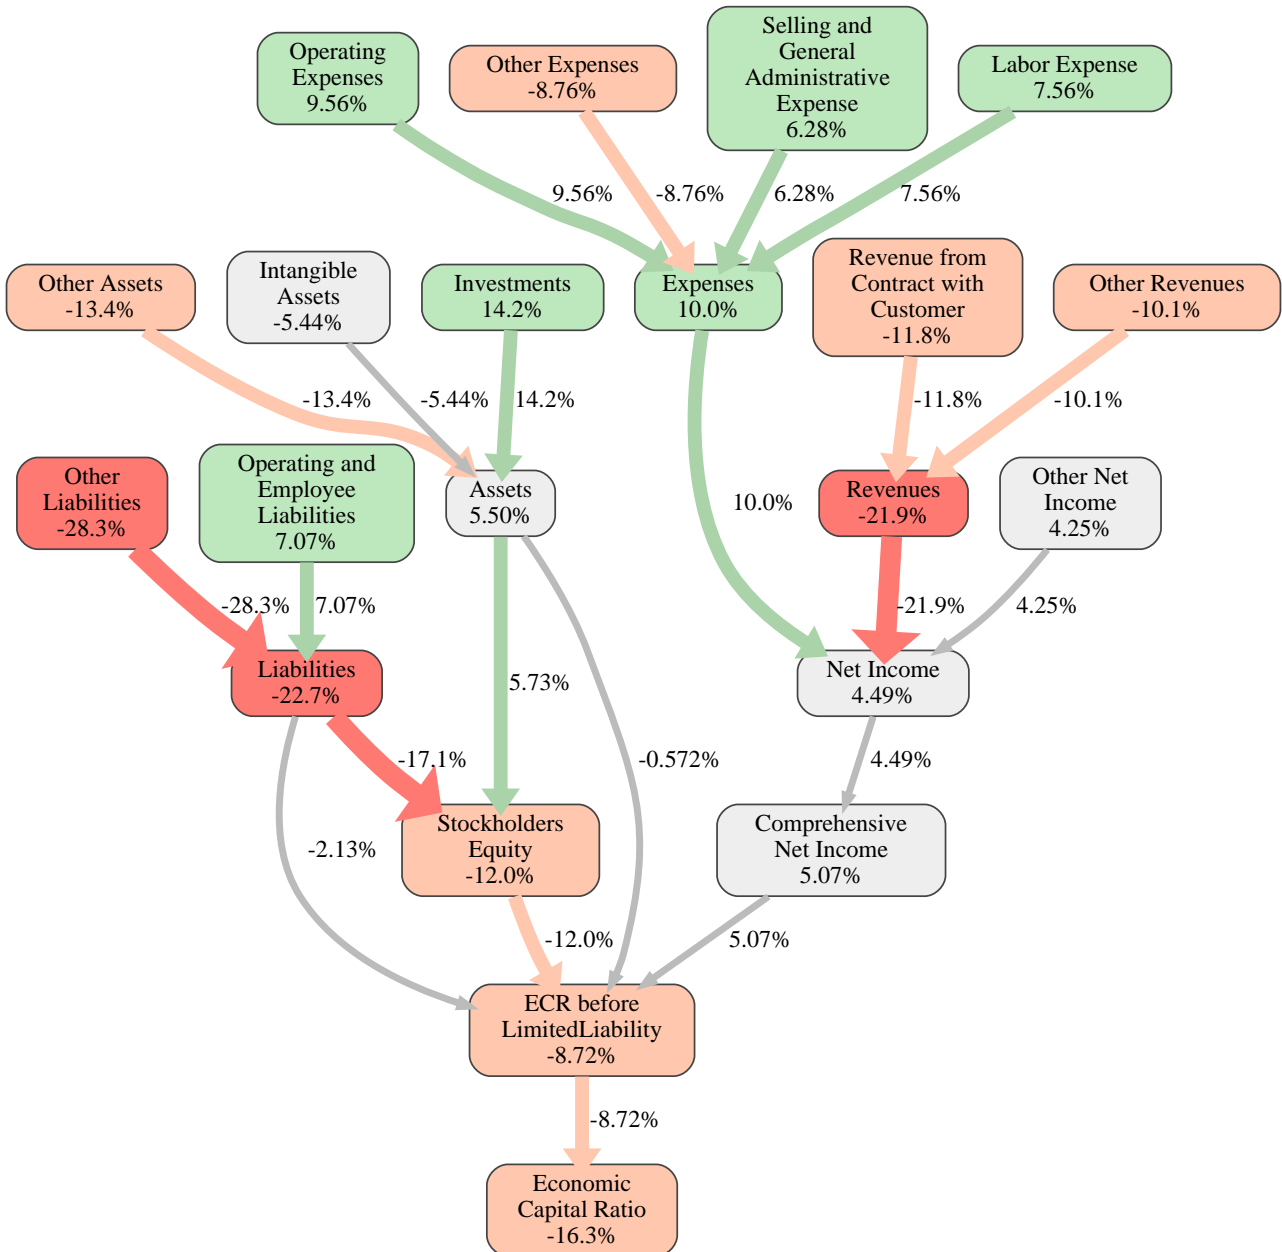 Operating
Expenses
9.56%
Other Expenses
-8.76%
Selling and
General
Administrative
Expense
6.28%
Labor Expense
7.56%
9.56%
-8.76%
6.28%
7.56%
Other Assets
-13.4%
Intangible
Assets
-5.44%
Investments
14.2%
Expenses
10.0%
Revenue from
Contract with
Customer
-11.8%
Other Revenues
-10.1%
-13.4%
-5.44%
14.2%
-11.8%
-10.1%
Other
Liabilities
-28.3%
Operating and
Employee
Liabilities
7.07%
Assets
5.50%
10.0%
Revenues
-21.9%
Other Net
Income
4.25%
-28.3%
7.07%
-21.9%
4.25%
Liabilities
-22.7%
5.73%
Net Income
4.49%
-17.1%
-0.572%
4.49%
-2.13%
Stockholders
Equity
-12.0%
Comprehensive
Net Income
5.07%
-12.0%
5.07%
ECR before
LimitedLiability
-8.72%
-8.72%
Economic
Capital Ratio
-16.3%